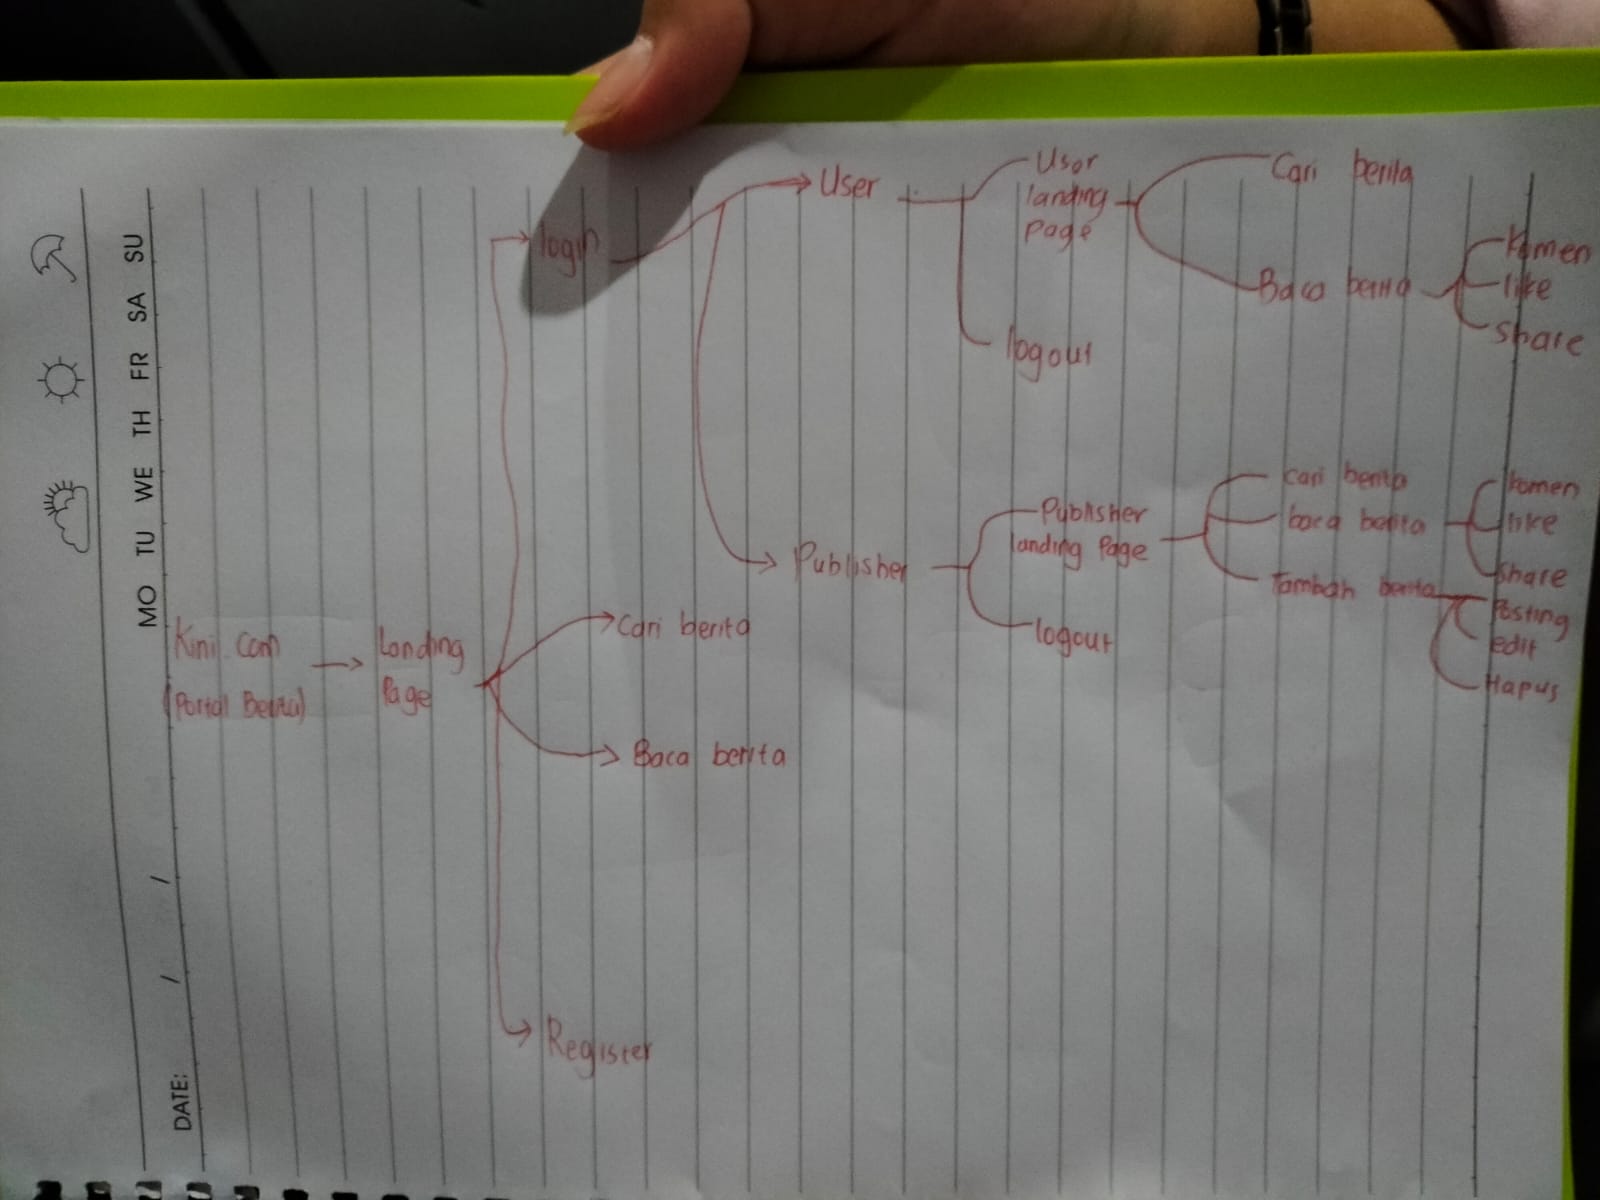 MO TU WE TH FR SA SU
DATE: / /
Kini.com
(Portal Berita)
Landing
Page
login
Cari berita
Baca berita
Register
User
User
landing
page
logout
Cari berita
Baca berita
Komen
like
share
Publisher
Publisher
landing Page
logout
cari berita
baca berita
komen
like
share
Tambah berita
Posting
edit
Hapus